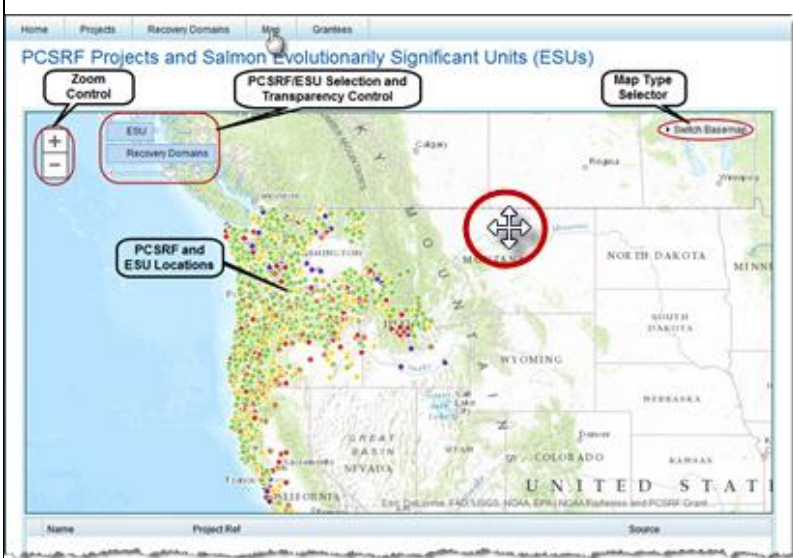 Home Projects Recovery Domains Map Grantees
PCSRF Projects and Salmon Evolutionarily Significant Units (ESUs)
Zoom
Control
PCSRF/ESU Selection and
Transparency Control
Map Type
Selector
+
−
ESU
Recovery Domains
Switch Basemap
Calgary
Regina
Winnipeg
PCSRF and
ESU Locations
NORTH DAKOTA
SOUTH
DAKOTA
WYOMING
NEBRASKA
GREAT
BASIN
NEVADA
Sacramento
UTAH
Denver
COLORADO
KANSAS
UNITED STAT
Name Project Ref Source